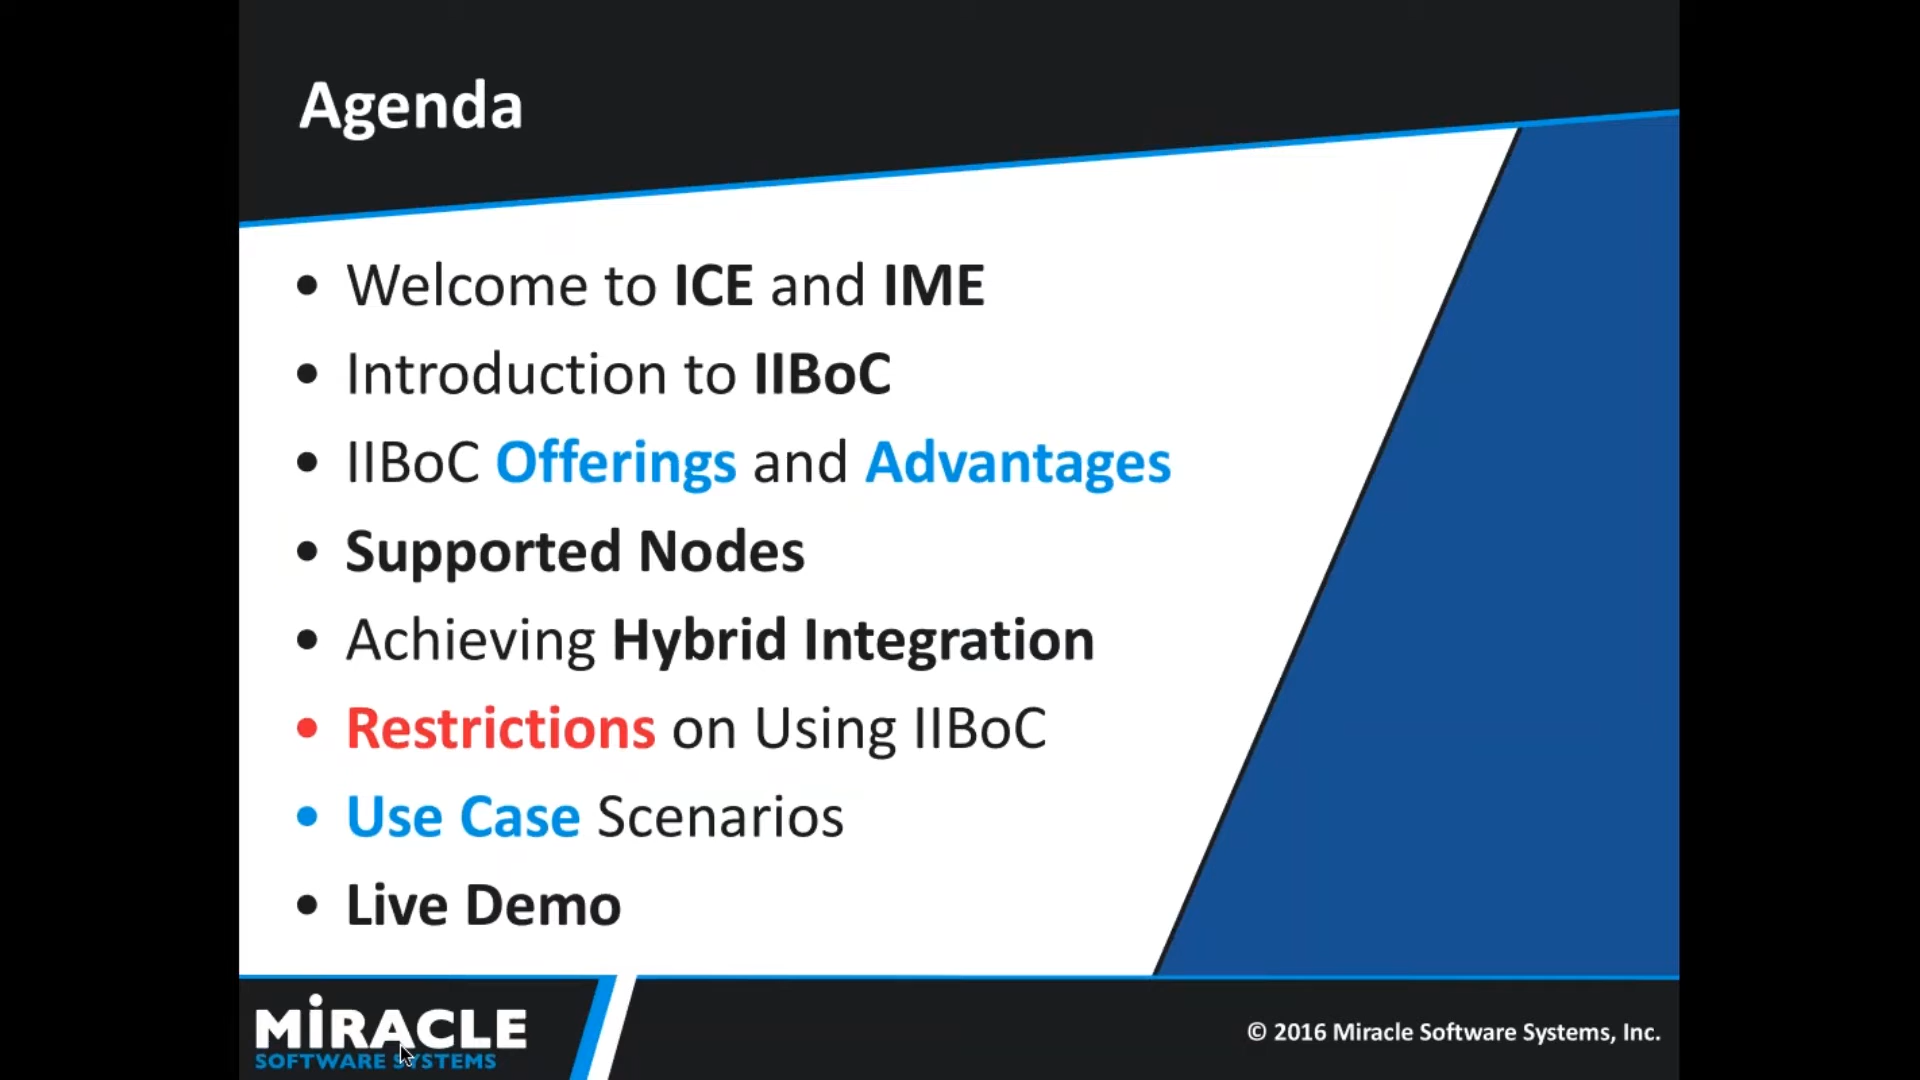 Agenda
• Welcome to ICE and IME
• Introduction to IIBoC
• IIBoC Offerings and Advantages
• Supported Nodes
• Achieving Hybrid Integration
• Restrictions on Using IIBoC
• Use Case Scenarios
• Live Demo
MiRACLE
SOFTWARE SYSTEMS
© 2016 Miracle Software Systems, Inc.